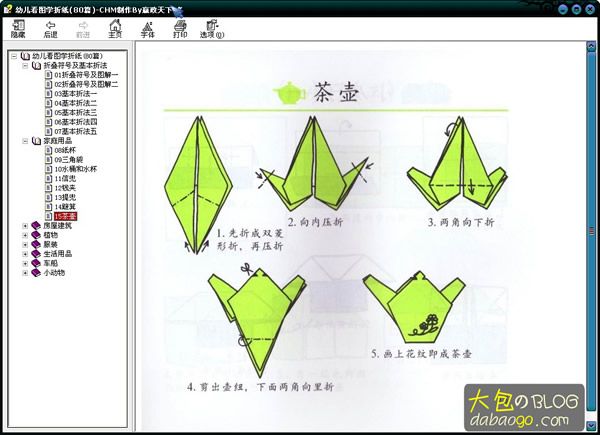 幼儿看图学折纸(80篇)-CHM制作By赢政天下
隐藏 后退 前进 主页 字体 打印 选项(O)
幼儿看图学折纸(80篇)
折叠符号及基本折法
01折叠符号及图解一
02折叠符号及图解二
03基本折法一
04基本折法二
05基本折法三
06基本折法四
07基本折法五
家庭用品
08纸杯
09三角袋
10水桶和水杯
11信兜
12钱夹
13提兜
15茶壶
房屋建筑
植物
服装
生活用品
车船
小动物
茶壶
1. 先折成双菱
形折，再压折
2. 向内压折
3. 两角向下折
4. 剪出壶纽，下面两角向里折
5. 画上花纹即成茶壶
大包のBLOG
dabaogo.com